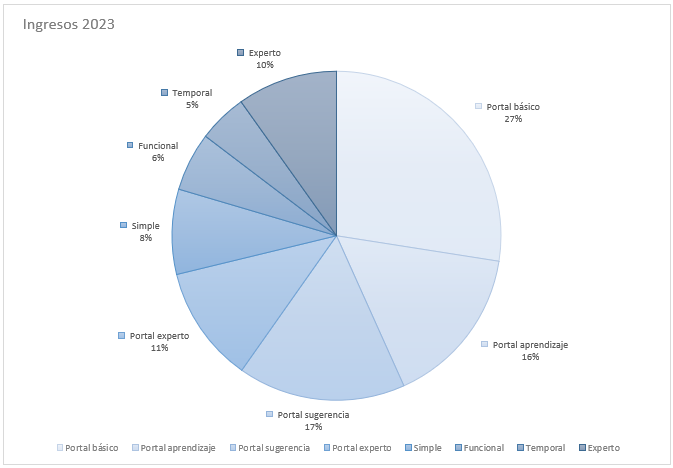 Ingresos 2023
Experto
10%
Temporal
5%
Portal básico
27%
Funcional
6%
Simple
8%
Portal experto
11%
Portal aprendizaje
16%
Portal sugerencia
17%
Portal básico Portal aprendizaje Portal sugerencia Portal experto Simple Funcional Temporal Experto